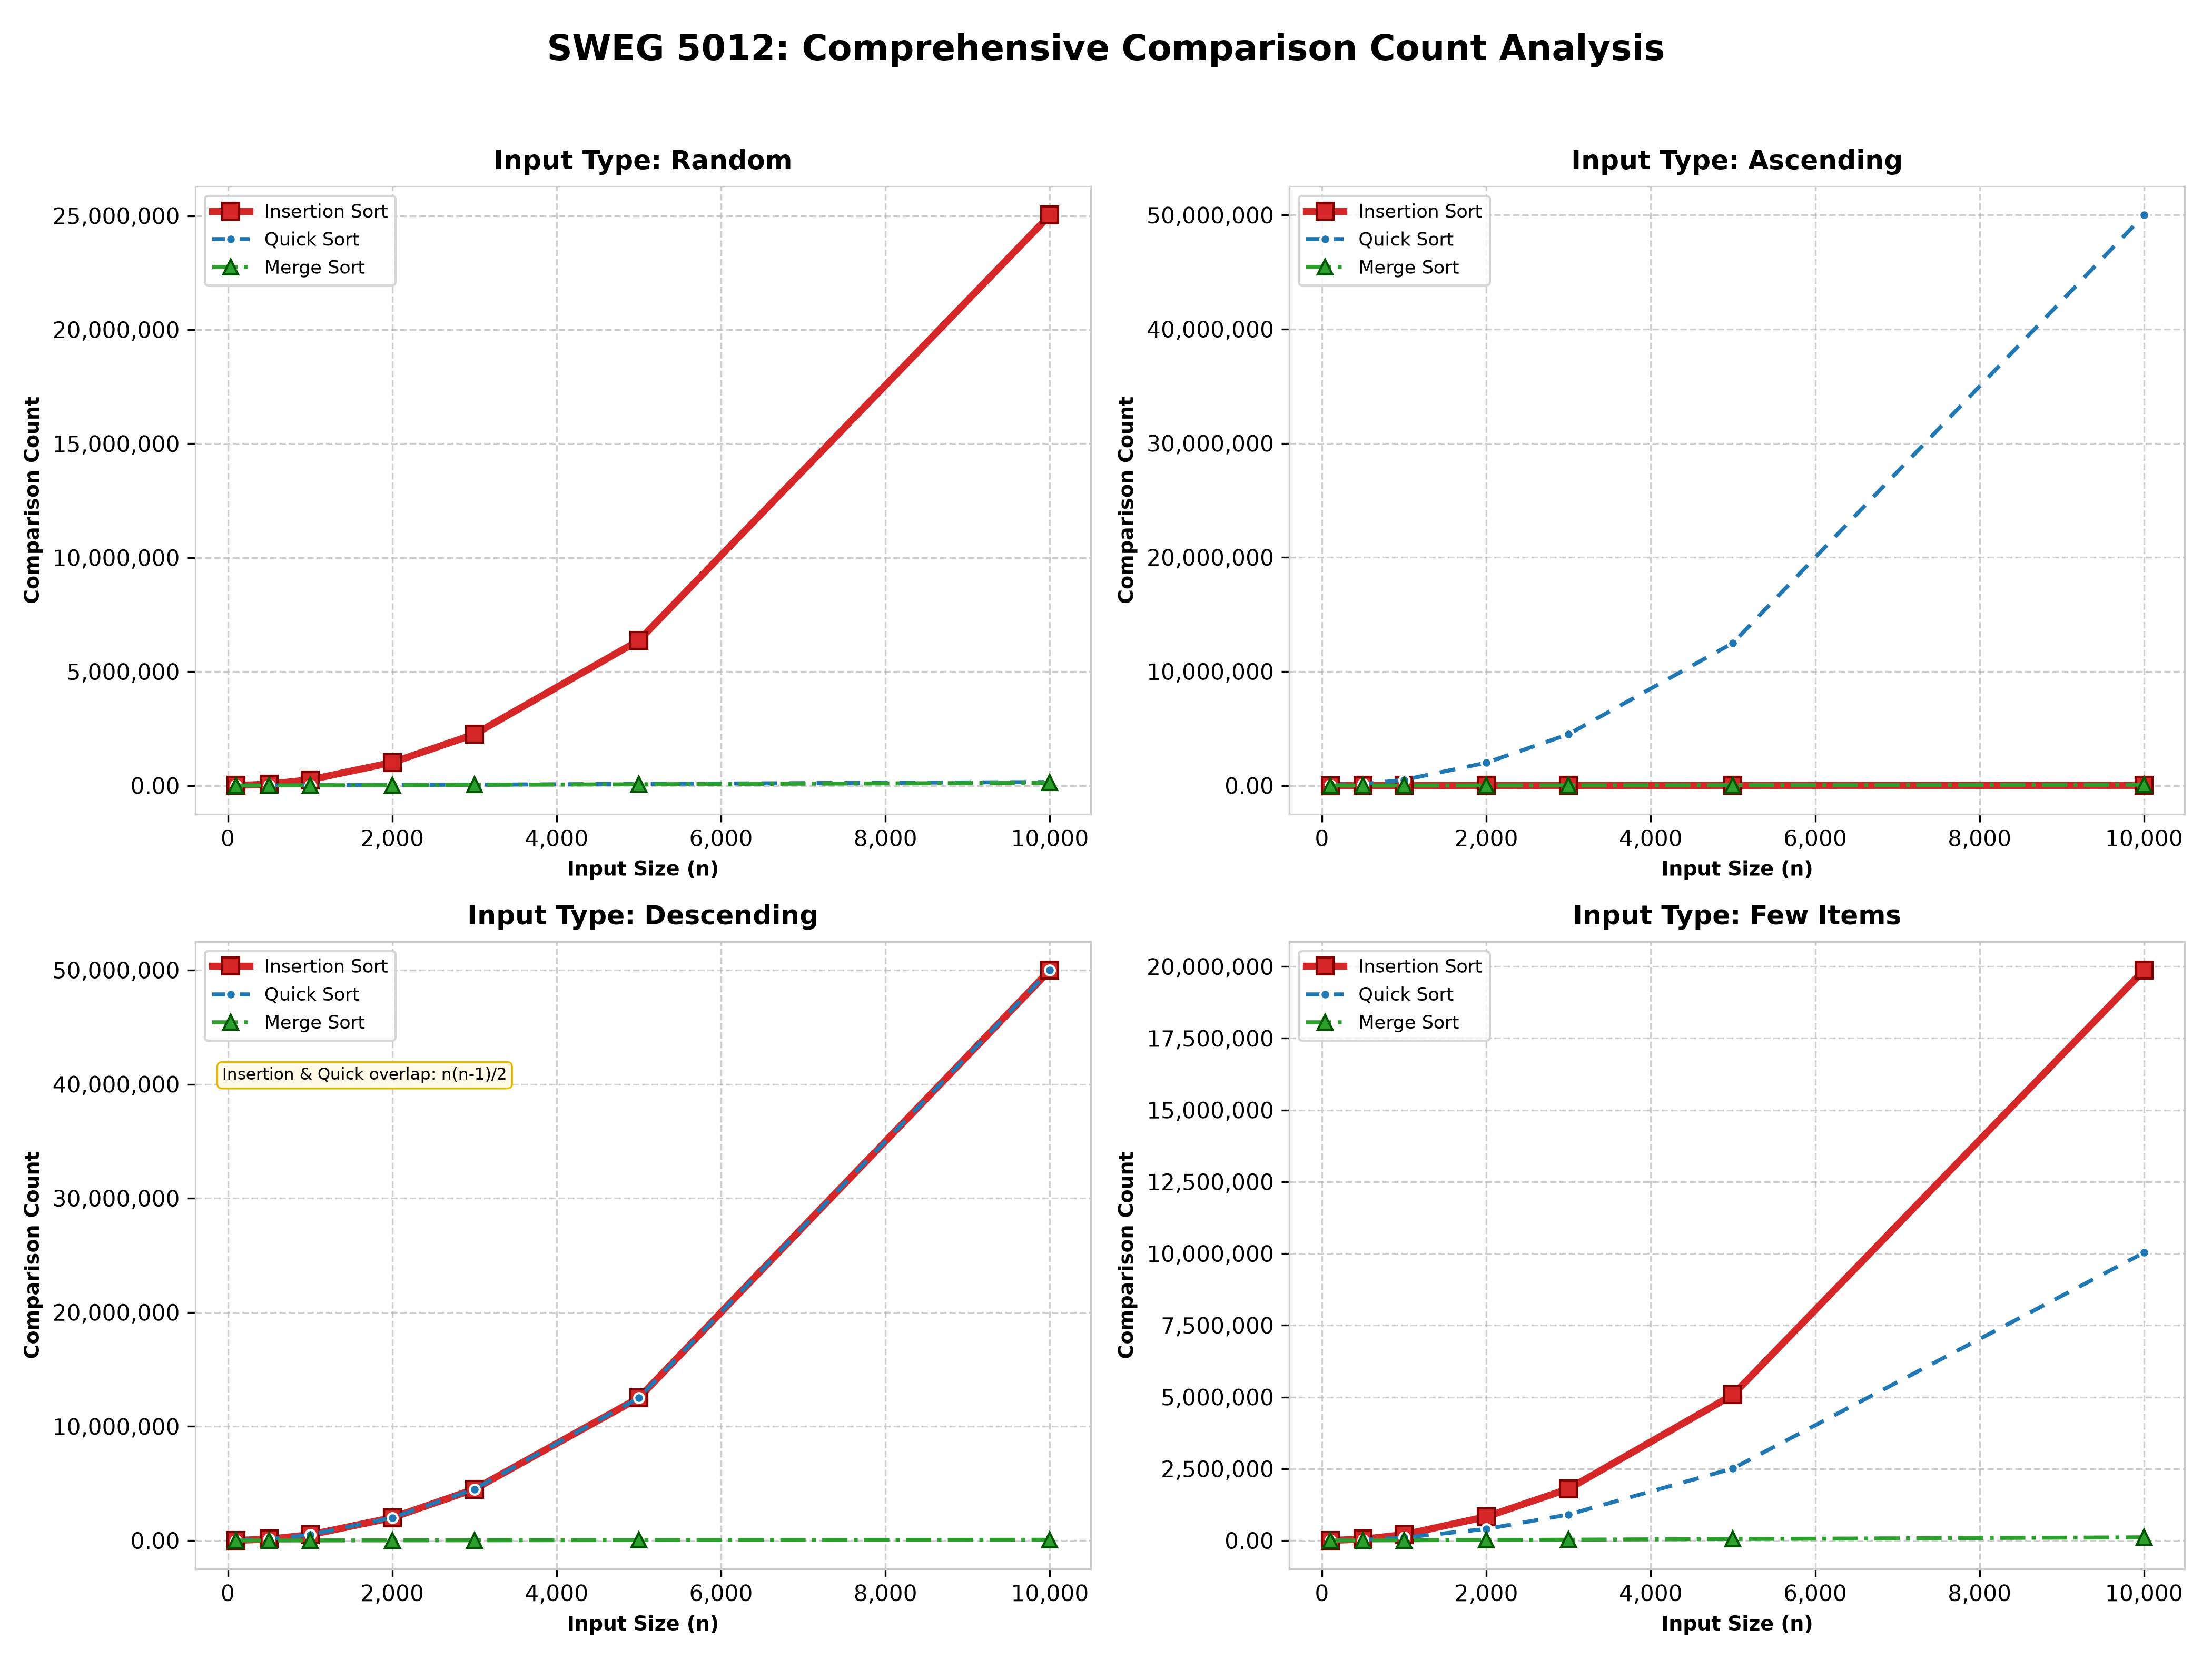 SWEG 5012: Comprehensive Comparison Count Analysis
Input Type: Random
Insertion Sort
Quick Sort
Merge Sort
25,000,000
20,000,000
15,000,000
10,000,000
5,000,000
0.00
Comparison Count
0 2,000 4,000 6,000 8,000 10,000
Input Size (n)
Input Type: Ascending
Insertion Sort
Quick Sort
Merge Sort
50,000,000
40,000,000
30,000,000
20,000,000
10,000,000
0.00
Comparison Count
0 2,000 4,000 6,000 8,000 10,000
Input Size (n)
Input Type: Descending
Insertion Sort
Quick Sort
Merge Sort
Insertion & Quick overlap: n(n-1)/2
50,000,000
40,000,000
30,000,000
20,000,000
10,000,000
0.00
Comparison Count
0 2,000 4,000 6,000 8,000 10,000
Input Size (n)
Input Type: Few Items
Insertion Sort
Quick Sort
Merge Sort
20,000,000
17,500,000
15,000,000
12,500,000
10,000,000
7,500,000
5,000,000
2,500,000
0.00
Comparison Count
0 2,000 4,000 6,000 8,000 10,000
Input Size (n)